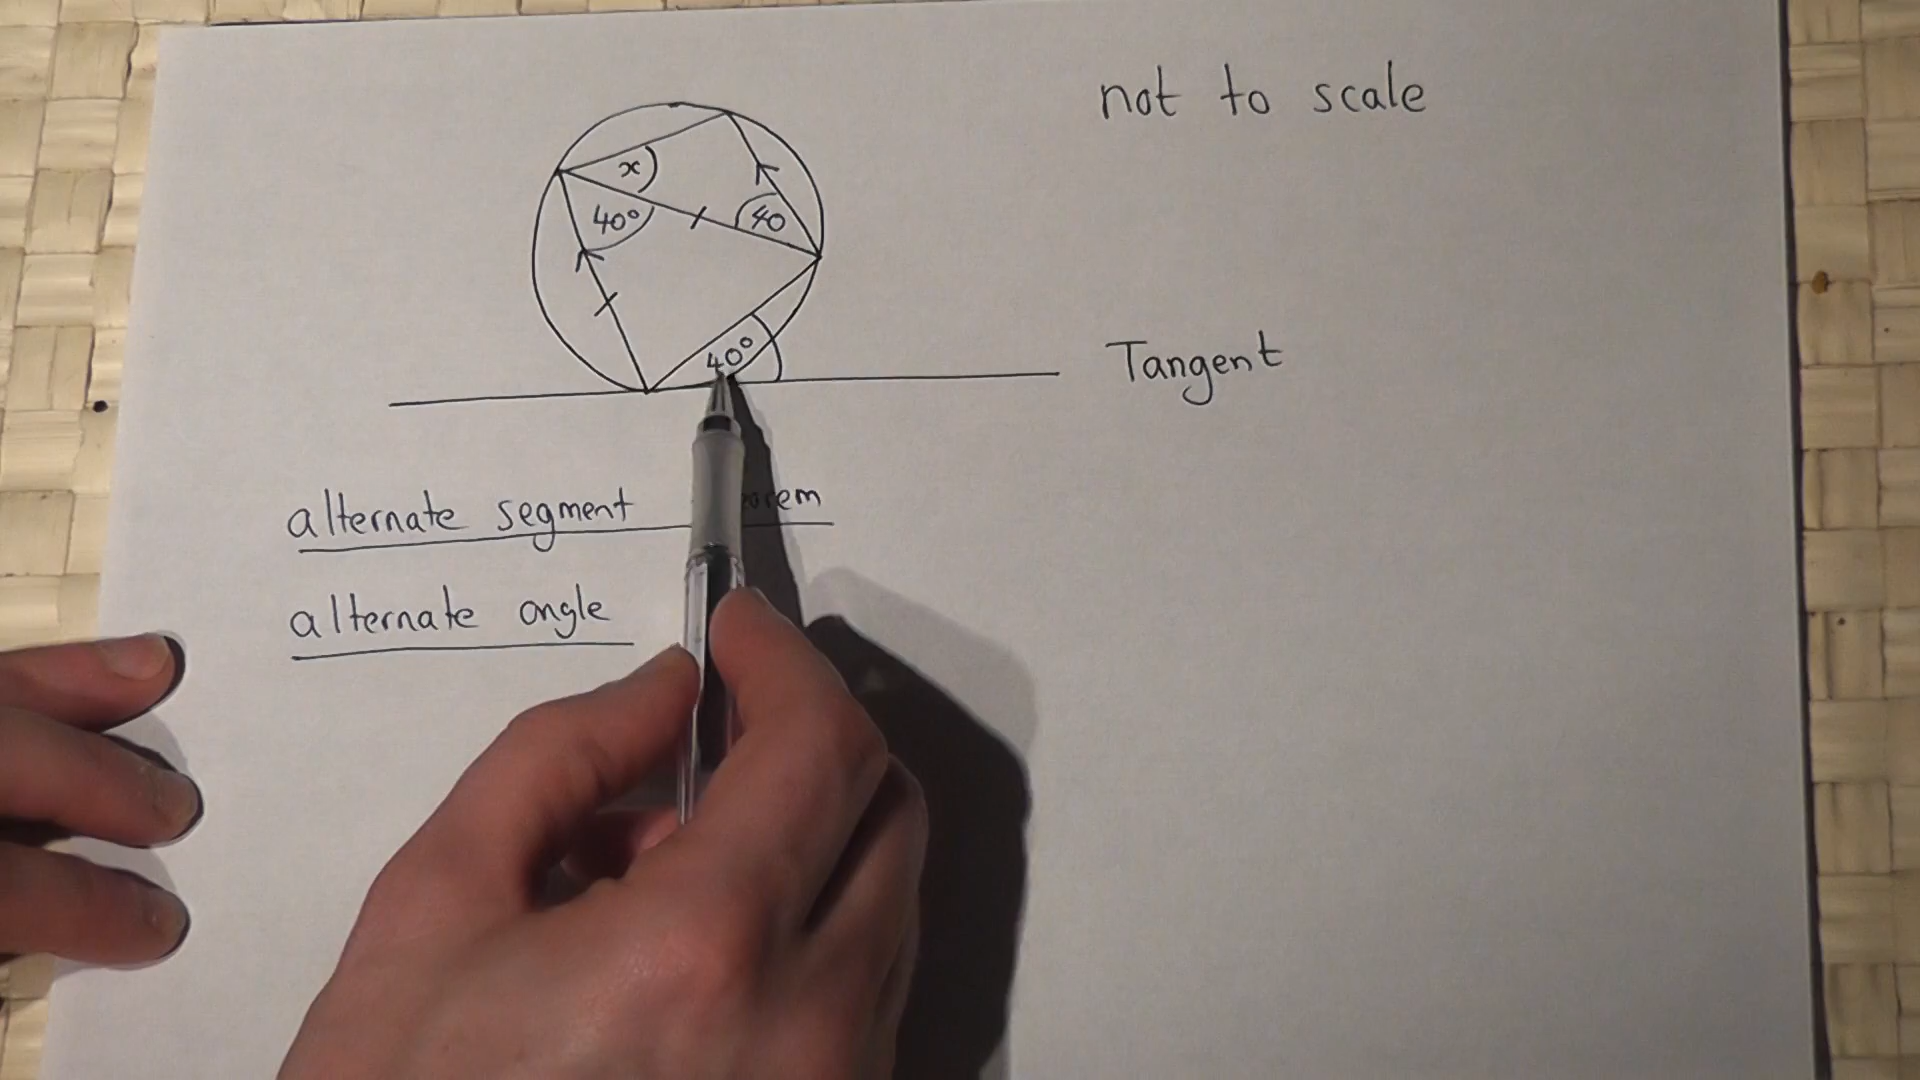 not to scale
x
40°
40
40°
Tangent
alternate segment
alternate angle